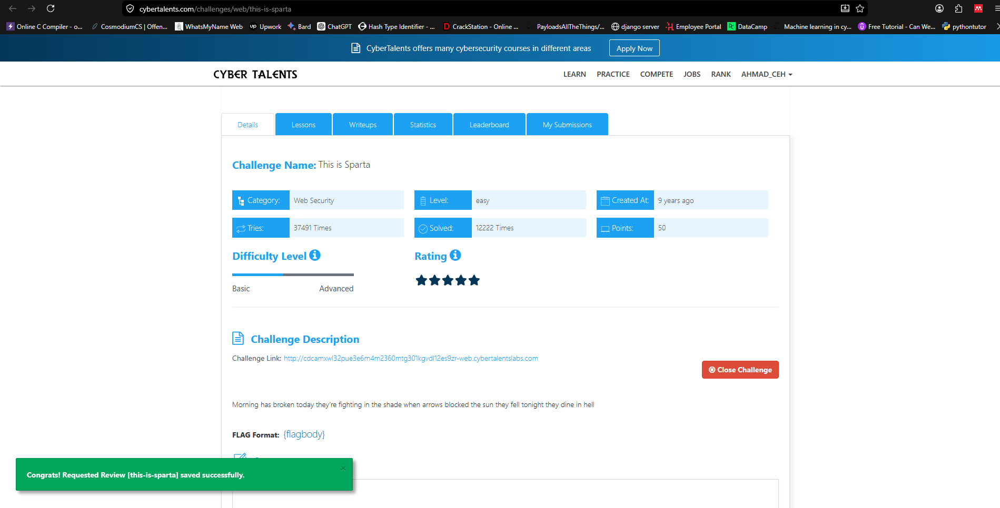 cybertalents.com/challenges/web/this-is-sparta
Online C Compiler - o... CosmodiumCS | Offen... WhatsMyName Web Upwork Bard ChatGPT Hash Type Identifier - ... CrackStation - Online ... PayloadsAllTheThings/... django server Employee Portal DataCamp Machine learning in cy... Free Tutorial - Can We... pythontutor
CyberTalents offers many cybersecurity courses in different areas Apply Now
CYBER TALENTS LEARN PRACTICE COMPETE JOBS RANK AHMAD_CEH
Details Lessons Writeups Statistics Leaderboard My Submissions
Challenge Name: This is Sparta
Category: Web Security Level: easy Created At: 9 years ago
Tries: 37491 Times Solved: 12222 Times Points: 50
Difficulty Level Rating
Basic Advanced
Challenge Description
Challenge Link: http://cdcamxwl32pue3e6m4m2360mtg301kgvdl12es9zr-web.cybertalentslabs.com
Close Challenge
Morning has broken today they're fighting in the shade when arrows blocked the sun they fell tonight they dine in hell
FLAG Format: {flagbody}
Congrats! Requested Review [this-is-sparta] saved successfully. ×